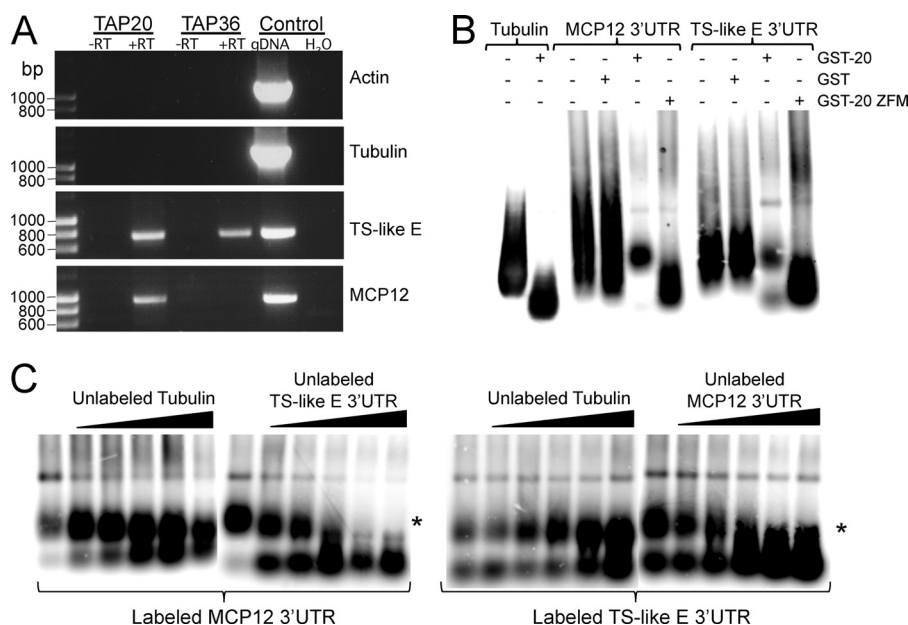 A
TAP20 TAP36 Control
-RT +RT -RT +RT gDNA H2O
bp
1000
800
Actin
1000
800
Tubulin
1000
800
600
TS-like E
1000
800
600
MCP12
B
Tubulin MCP12 3'UTR TS-like E 3'UTR
- + - - + - - - + - GST-20
- - - + - - - + - - GST
- - - - - + - - - + GST-20 ZFM
C
Unlabeled Tubulin
Unlabeled
TS-like E 3'UTR
Unlabeled Tubulin
Unlabeled
MCP12 3'UTR
*
*
Labeled MCP12 3'UTR
Labeled TS-like E 3'UTR